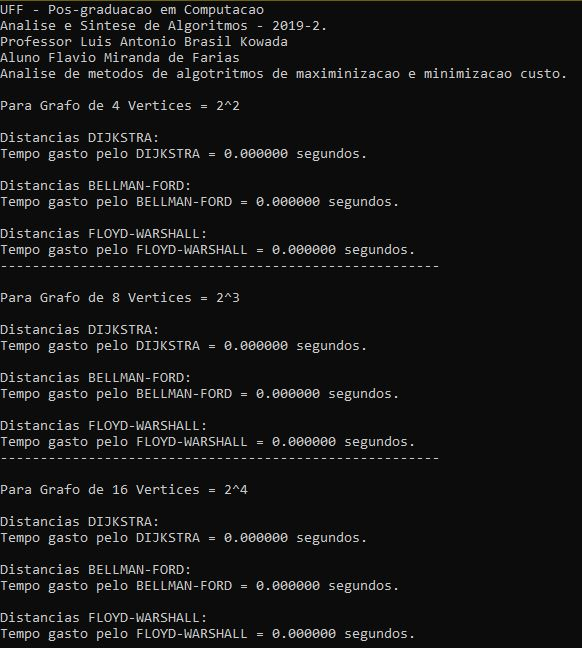 UFF - Pos-graduacao em Computacao
Analise e Sintese de Algoritmos - 2019-2.
Professor Luis Antonio Brasil Kowada
Aluno Flavio Miranda de Farias
Analise de metodos de algotritmos de maximinizacao e minimizacao custo.
Para Grafo de 4 Vertices = 2^2
Distancias DIJKSTRA:
Tempo gasto pelo DIJKSTRA = 0.000000 segundos.
Distancias BELLMAN-FORD:
Tempo gasto pelo BELLMAN-FORD = 0.000000 segundos.
Distancias FLOYD-WARSHALL:
Tempo gasto pelo FLOYD-WARSHALL = 0.000000 segundos.
-------------------------------------------------------
Para Grafo de 8 Vertices = 2^3
Distancias DIJKSTRA:
Tempo gasto pelo DIJKSTRA = 0.000000 segundos.
Distancias BELLMAN-FORD:
Tempo gasto pelo BELLMAN-FORD = 0.000000 segundos.
Distancias FLOYD-WARSHALL:
Tempo gasto pelo FLOYD-WARSHALL = 0.000000 segundos.
-------------------------------------------------------
Para Grafo de 16 Vertices = 2^4
Distancias DIJKSTRA:
Tempo gasto pelo DIJKSTRA = 0.000000 segundos.
Distancias BELLMAN-FORD:
Tempo gasto pelo BELLMAN-FORD = 0.000000 segundos.
Distancias FLOYD-WARSHALL:
Tempo gasto pelo FLOYD-WARSHALL = 0.000000 segundos.